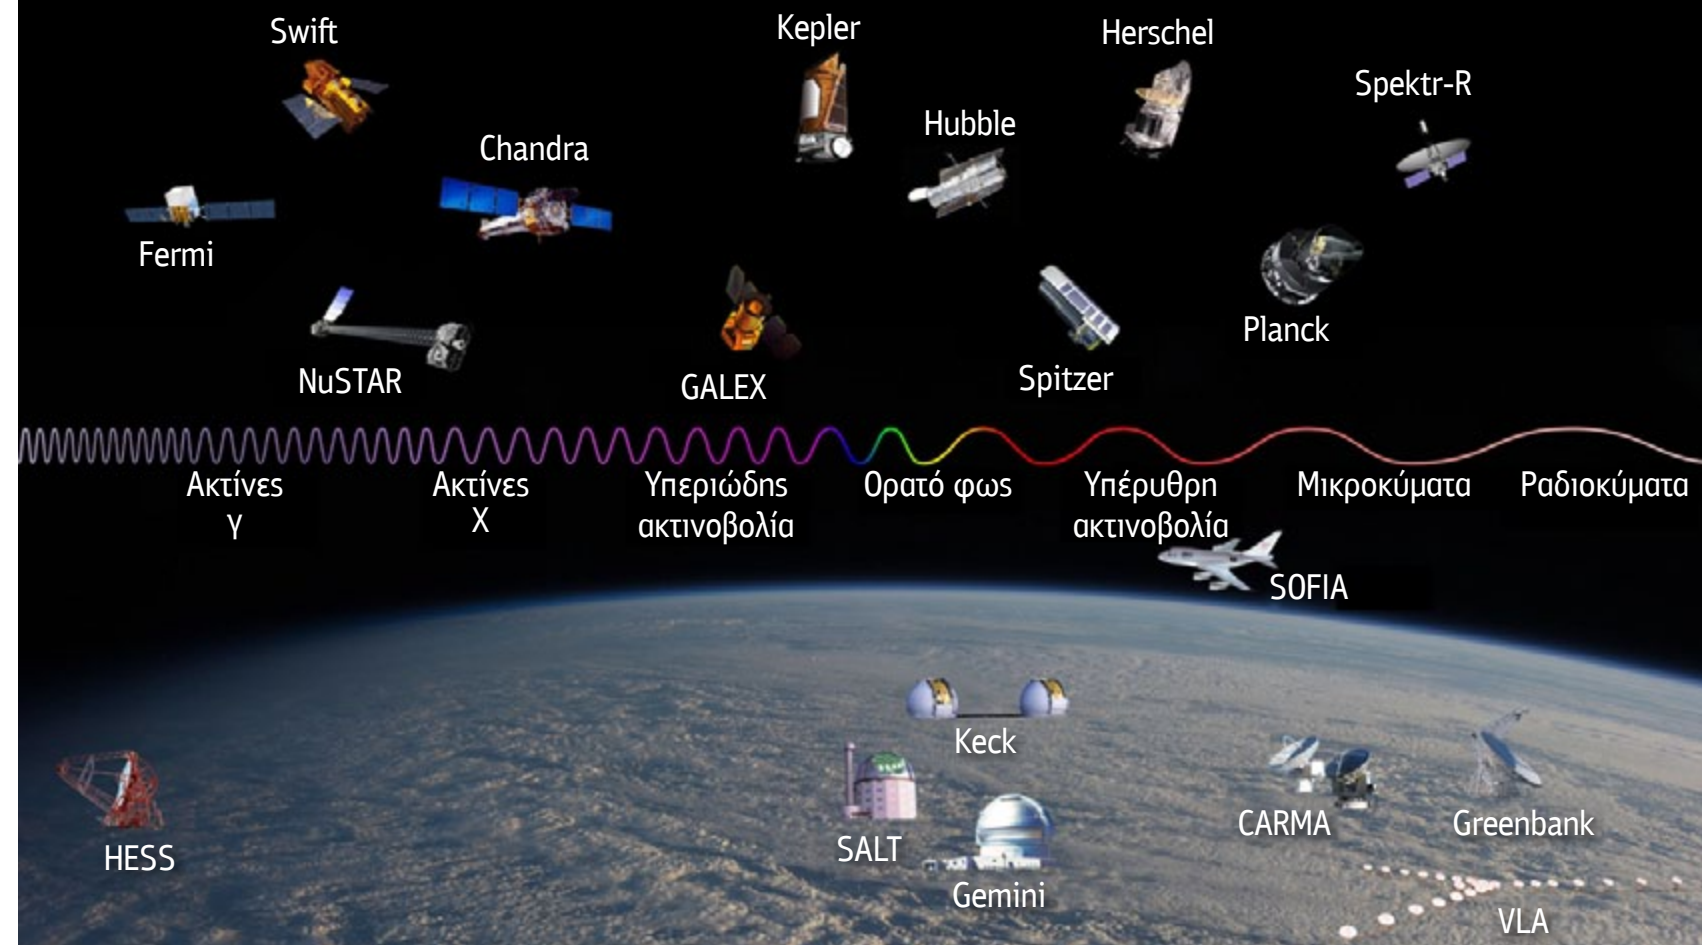 Swift
Kepler
Herschel
Spektr-R
Hubble
Chandra
Fermi
Planck
NuSTAR
GALEX
Spitzer
Ακτίνες
γ
Ακτίνες
Χ
Υπεριώδης
ακτινοβολία
Ορατό φως
Υπέρυθρη
ακτινοβολία
Μικροκύματα
Ραδιοκύματα
SOFIA
Keck
HESS
SALT
Gemini
CARMA
Greenbank
VLA